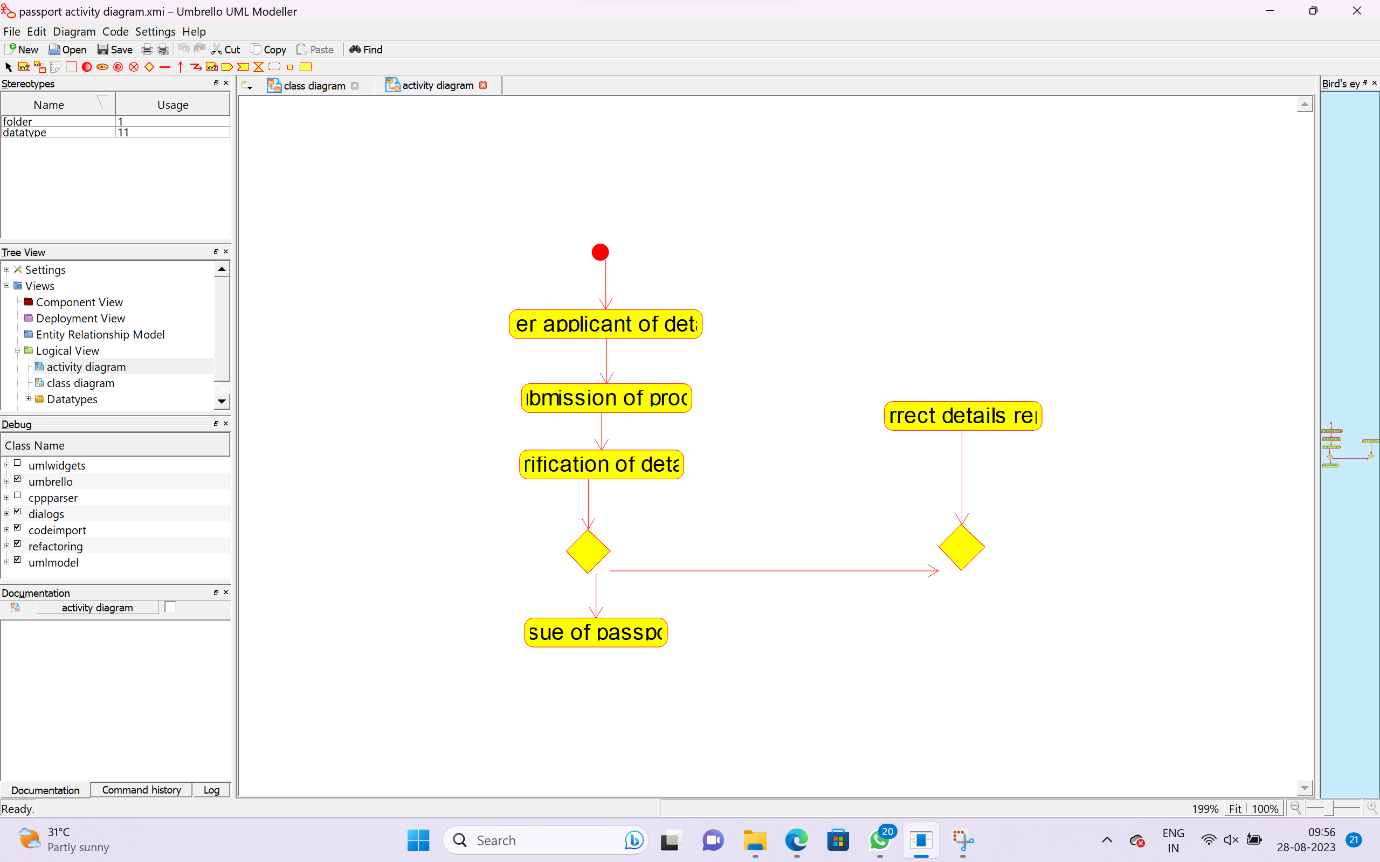 passport activity diagram.xmi – Umbrello UML Modeller
File Edit Diagram Code Settings Help
New Open Save Cut Copy Paste Find
Stereotypes
Name Usage
folder 1
datatype 11
Tree View
Settings
Views
Component View
Deployment View
Entity Relationship Model
Logical View
activity diagram
class diagram
Datatypes
Debug
Class Name
umlwidgets
umbrello
cppparser
dialogs
codeimport
refactoring
umlmodel
Documentation
activity diagram
Documentation Command history Log
Ready.
class diagram activity diagram
er applicant of deta
bmission of proo
rification of deta
rrect details re
sue of passpo
Bird's ey
199% Fit 100%
31°C
Partly sunny
Search
20
ENG
IN
09:56
28-08-2023
21